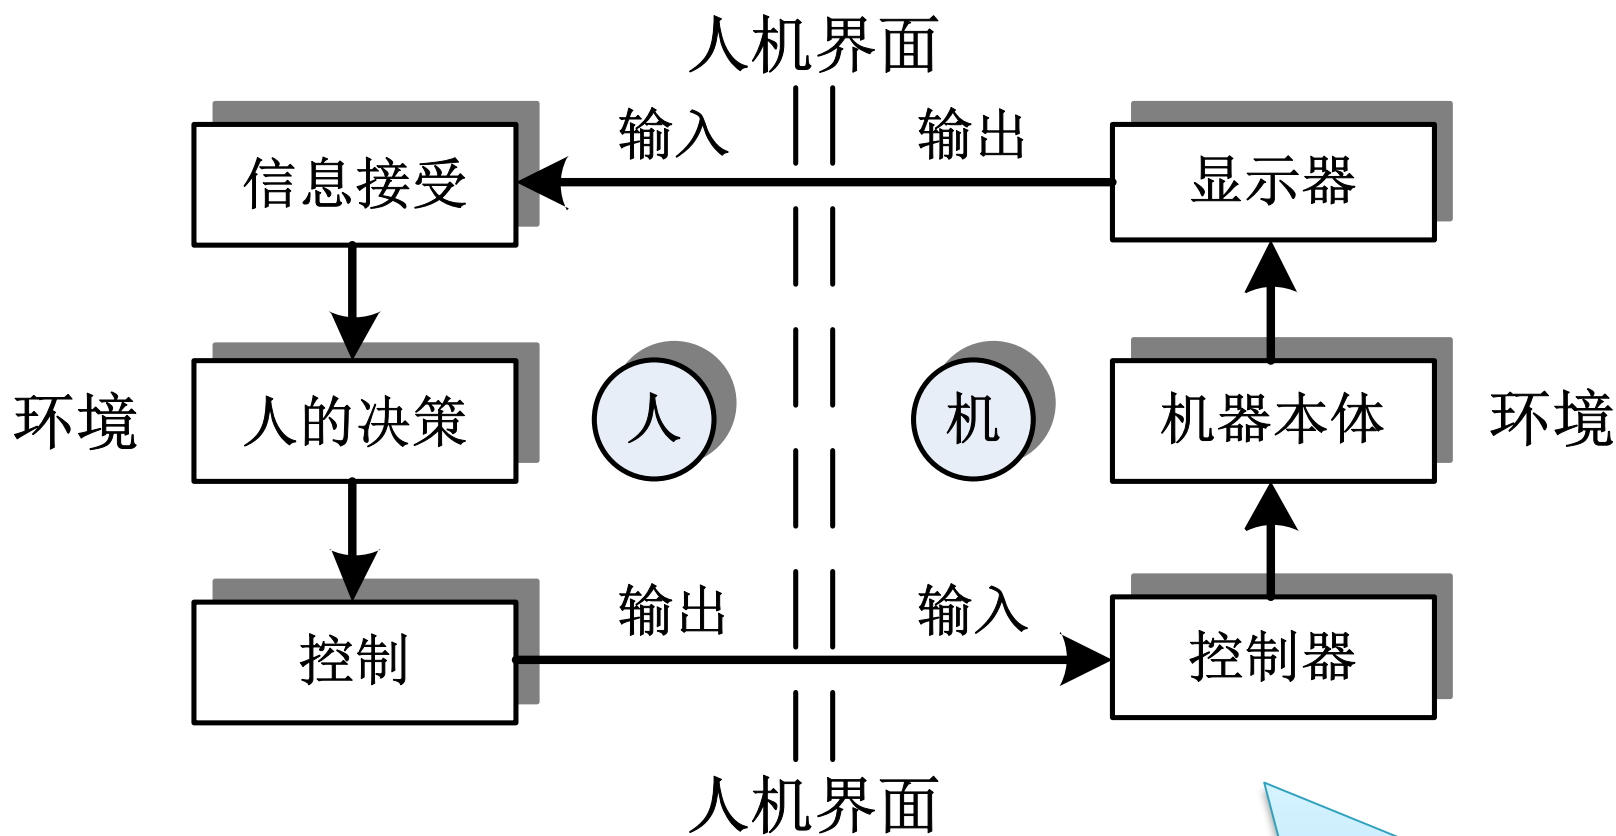 人机界面
输入 输出
信息接受 显示器
环境 人的决策 人 机 机器本体 环境
输出 输入
控制 控制器
人机界面